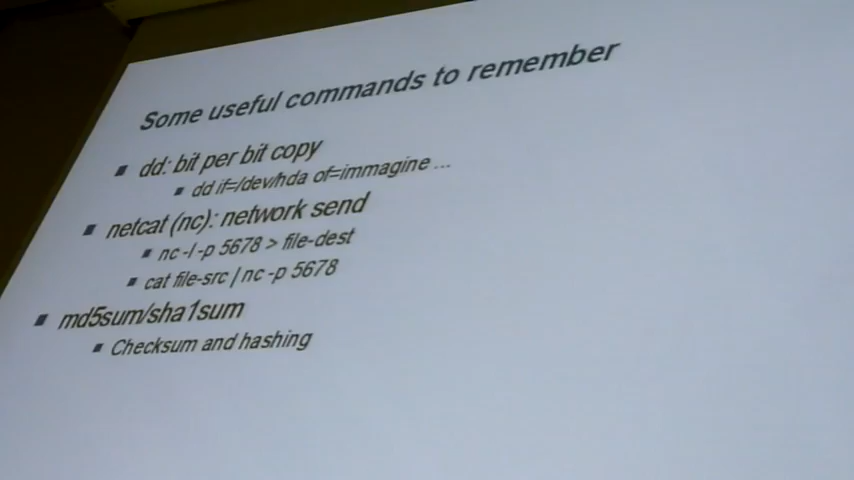 Some useful commands to remember
dd: bit per bit copy
dd if=/dev/hda of=immagine ...
netcat (nc): network send
nc -l -p 5678 > file-dest
cat file-src | nc -p 5678
md5sum/sha1sum
Checksum and hashing